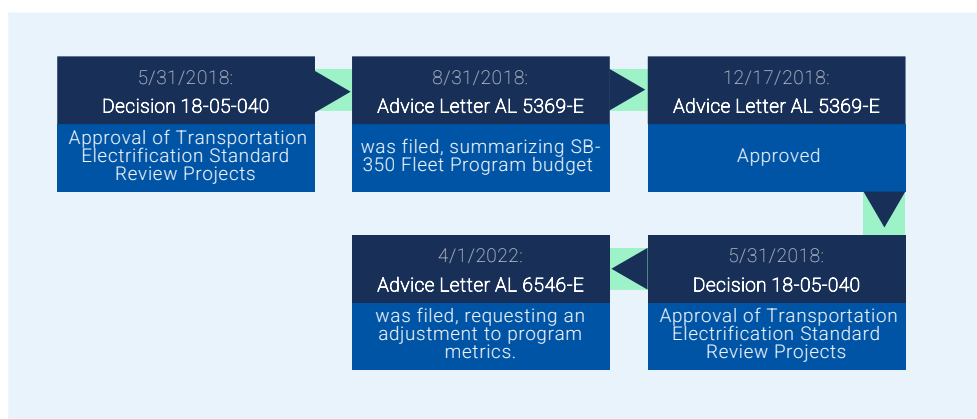 5/31/2018:
Decision 18-05-040
Approval of Transportation
Electrification Standard
Review Projects
8/31/2018:
Advice Letter AL 5369-E
was filed, summarizing SB-
350 Fleet Program budget
12/17/2018:
Advice Letter AL 5369-E
Approved
5/31/2018:
Decision 18-05-040
Approval of Transportation
Electrification Standard
Review Projects
4/1/2022:
Advice Letter AL 6546-E
was filed, requesting an
adjustment to program
metrics.